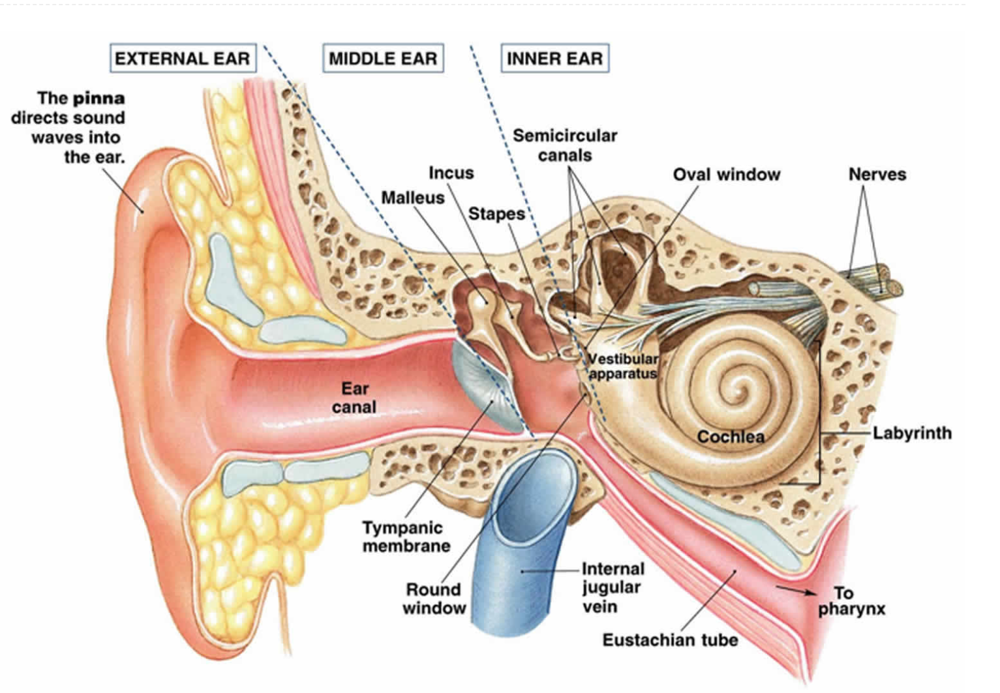 EXTERNAL EAR
MIDDLE EAR
INNER EAR
The pinna
directs sound
waves into
the ear.
Semicircular
canals
Incus
Malleus
Stapes
Oval window
Nerves
Vestibular
apparatus
Ear
canal
Cochlea
Labyrinth
Tympanic
membrane
Round
window
Internal
jugular
vein
To
pharynx
Eustachian tube